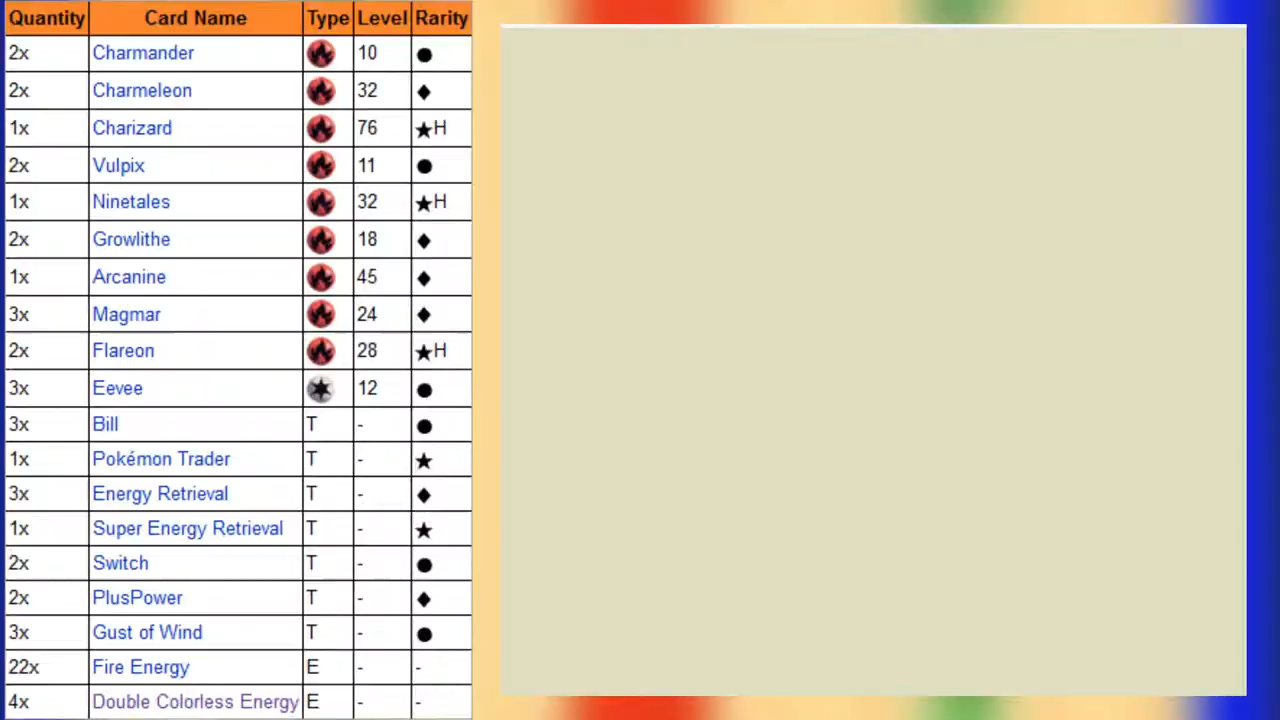 Quantity Card Name Type Level Rarity
2x Charmander 10 ●
2x Charmeleon 32 ♦
1x Charizard 76 ★H
2x Vulpix 11 ●
1x Ninetales 32 ★H
2x Growlithe 18 ♦
1x Arcanine 45 ♦
3x Magmar 24 ♦
2x Flareon 28 ★H
3x Eevee 12 ●
3x Bill T - ●
1x Pokémon Trader T - ★
3x Energy Retrieval T - ♦
1x Super Energy Retrieval T - ★
2x Switch T - ●
2x PlusPower T - ♦
3x Gust of Wind T - ●
22x Fire Energy E - -
4x Double Colorless Energy E - -